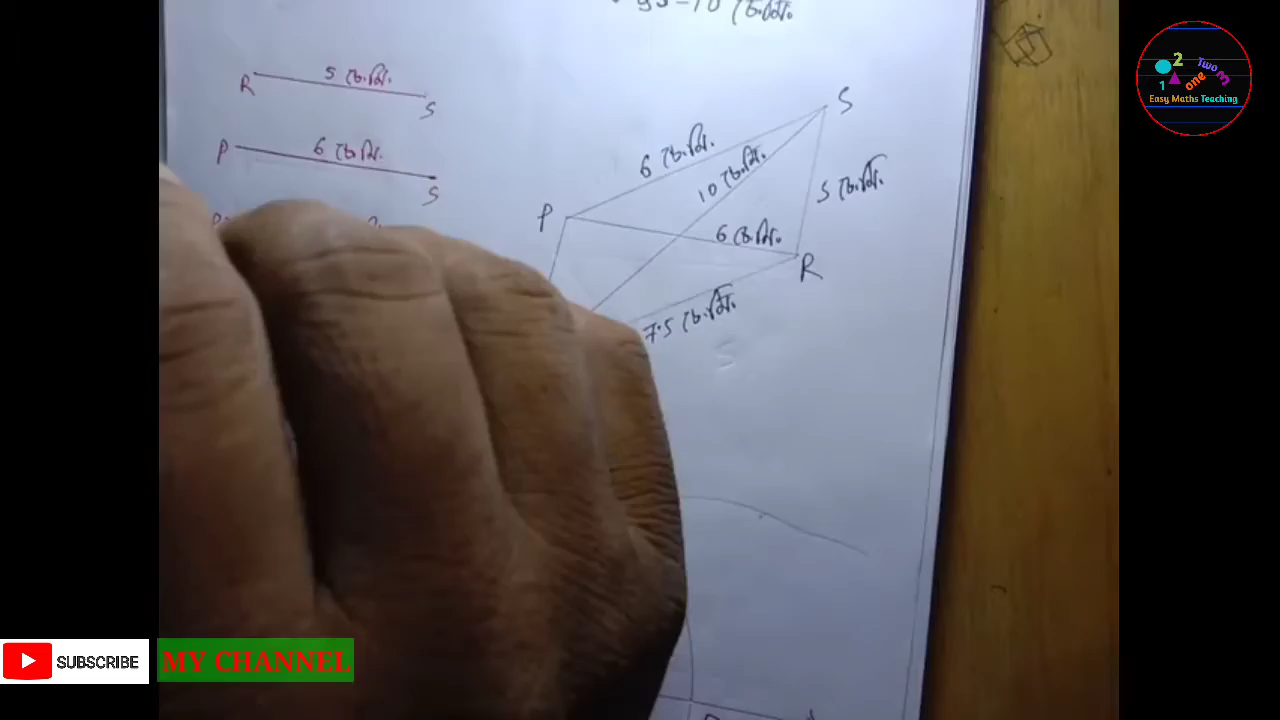 =10 চে.মি.
R 5 চে.মি. S
P 6 চে.মি. S
S
6 চে.মি.
10 চে.মি.
5 চে.মি.
P
6 চে.মি.
R
7.5 চে.মি.
1 2 one Two 3
Easy Maths Teaching
SUBSCRIBE
MY CHANNEL